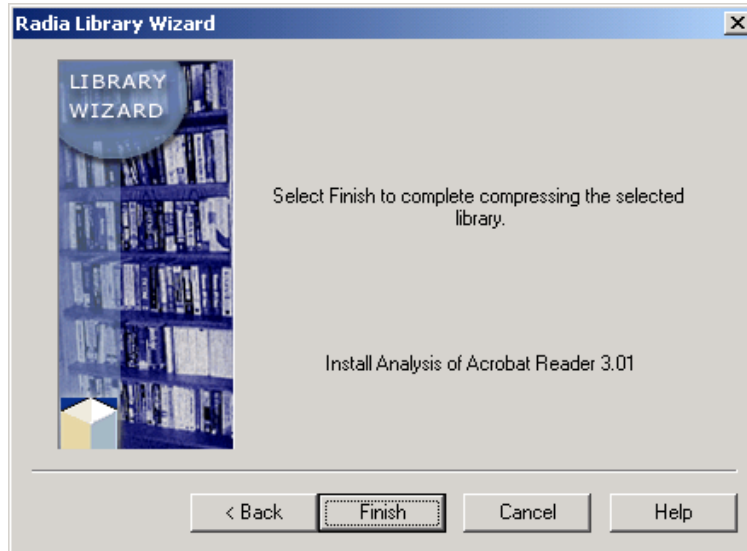 Radia Library Wizard
LIBRARY
WIZARD
Select Finish to complete compressing the selected
library.
Install Analysis of Acrobat Reader 3.01
< Back
Finish
Cancel
Help